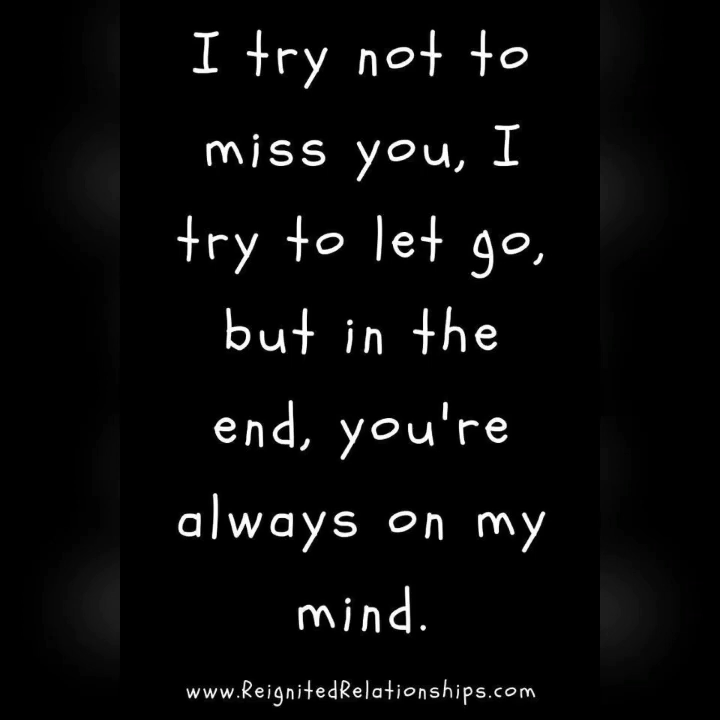 I try not to
miss you, I
try to let go,
but in the
end, you're
always on my
mind.
www.ReignitedRelationships.com